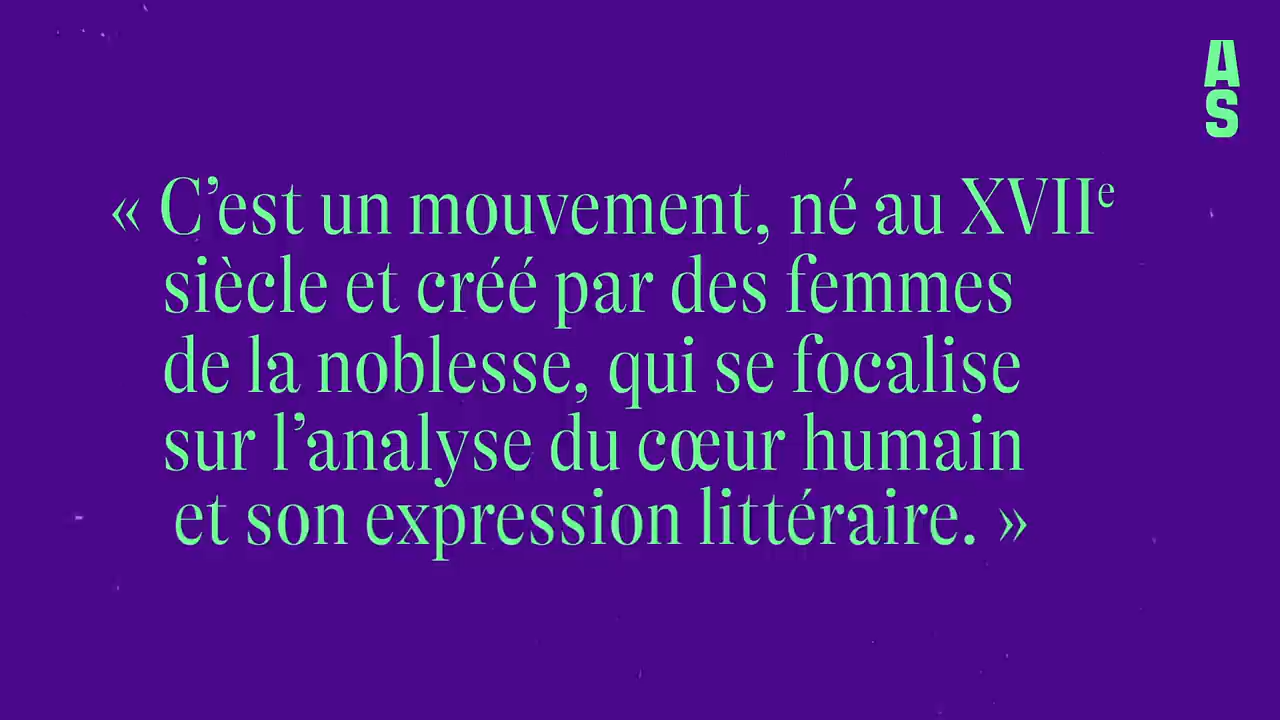 A
S
« C’est un mouvement, né au XVIIᵉ
siècle et créé par des femmes
de la noblesse, qui se focalise
sur l’analyse du cœur humain
et son expression littéraire. »